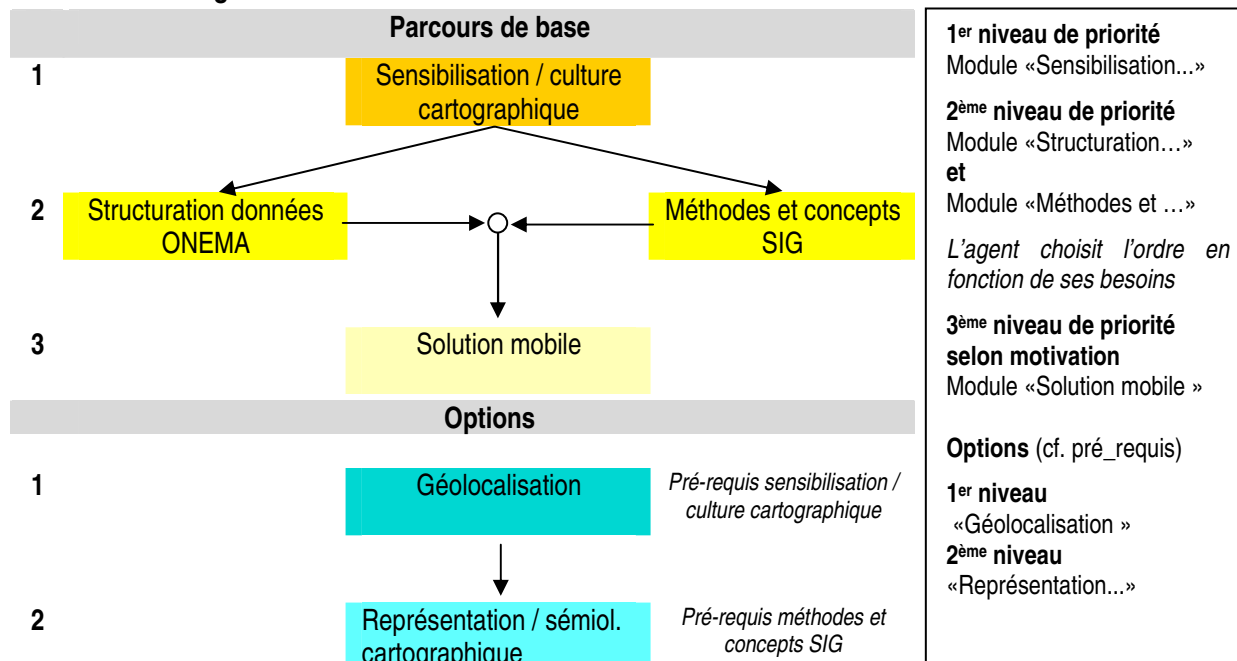 Parcours de base
1
Sensibilisation / culture
cartographique
2
Structuration données
ONEMA
Méthodes et concepts
SIG
3
Solution mobile
Options
1
Géolocalisation
Pré-requis sensibilisation /
culture cartographique
2
Représentation / sémiol.
cartographique
Pré-requis méthodes et
concepts SIG
1er niveau de priorité
Module «Sensibilisation...»
2ème niveau de priorité
Module «Structuration…»
et
Module «Méthodes et …»
L'agent choisit l'ordre en
fonction de ses besoins
3ème niveau de priorité
selon motivation
Module «Solution mobile »
Options (cf. pré_requis)
1er niveau
«Géolocalisation »
2ème niveau
«Représentation...»